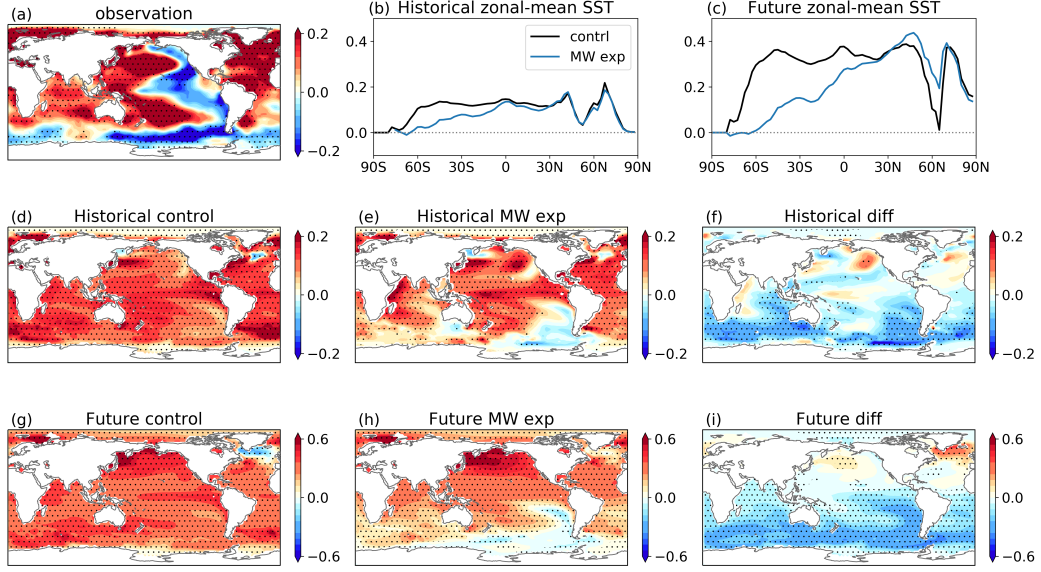 (a) observation
0.2
0.0
−0.2
(b) Historical zonal-mean SST
contrl
MW exp
0.4
0.2
0.0
90S 60S 30S 0 30N 60N 90N
(c) Future zonal-mean SST
0.4
0.2
0.0
90S 60S 30S 0 30N 60N 90N
(d) Historical control
0.2
0.0
−0.2
(e) Historical MW exp
0.2
0.0
−0.2
(f) Historical diff
0.2
0.0
−0.2
(g) Future control
0.6
0.0
−0.6
(h) Future MW exp
0.6
0.0
−0.6
(i) Future diff
0.6
0.0
−0.6